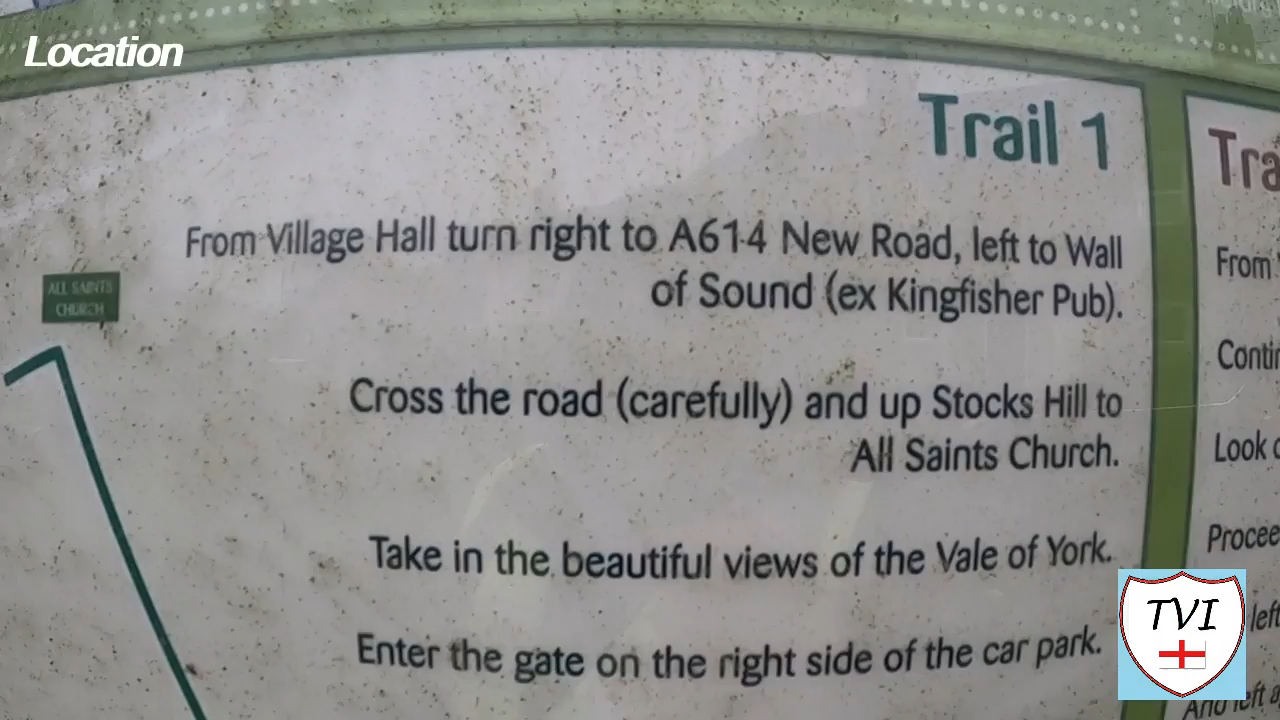 Location
Trail 1
From Village Hall turn right to A614 New Road, left to Wall
of Sound (ex Kingfisher Pub).
Cross the road (carefully) and up Stocks Hill to
All Saints Church.
Take in the beautiful views of the Vale of York.
Enter the gate on the right side of the car park.
ALL SAINTS
CHURCH
Tra
From
Contin
Look
Procee
left
And left
TVI